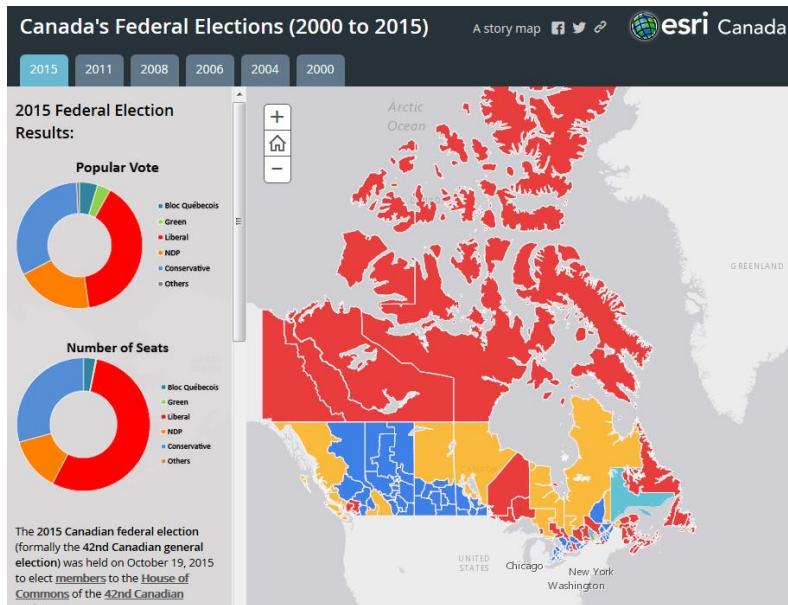 Canada's Federal Elections (2000 to 2015)
A story map
esri Canada
2015 2011 2008 2006 2004 2000
2015 Federal Election
Results:
Popular Vote
Bloc Québecois
Green
Liberal
NDP
Conservative
Others
Number of Seats
Bloc Québecois
Green
Liberal
NDP
Conservative
Others
The 2015 Canadian federal election
(formally the 42nd Canadian general
election) was held on October 19, 2015
to elect members to the House of
Commons of the 42nd Canadian
Arctic
Ocean
GREENLAND
CANADA
UNITED
STATES
Chicago
New York
Washington